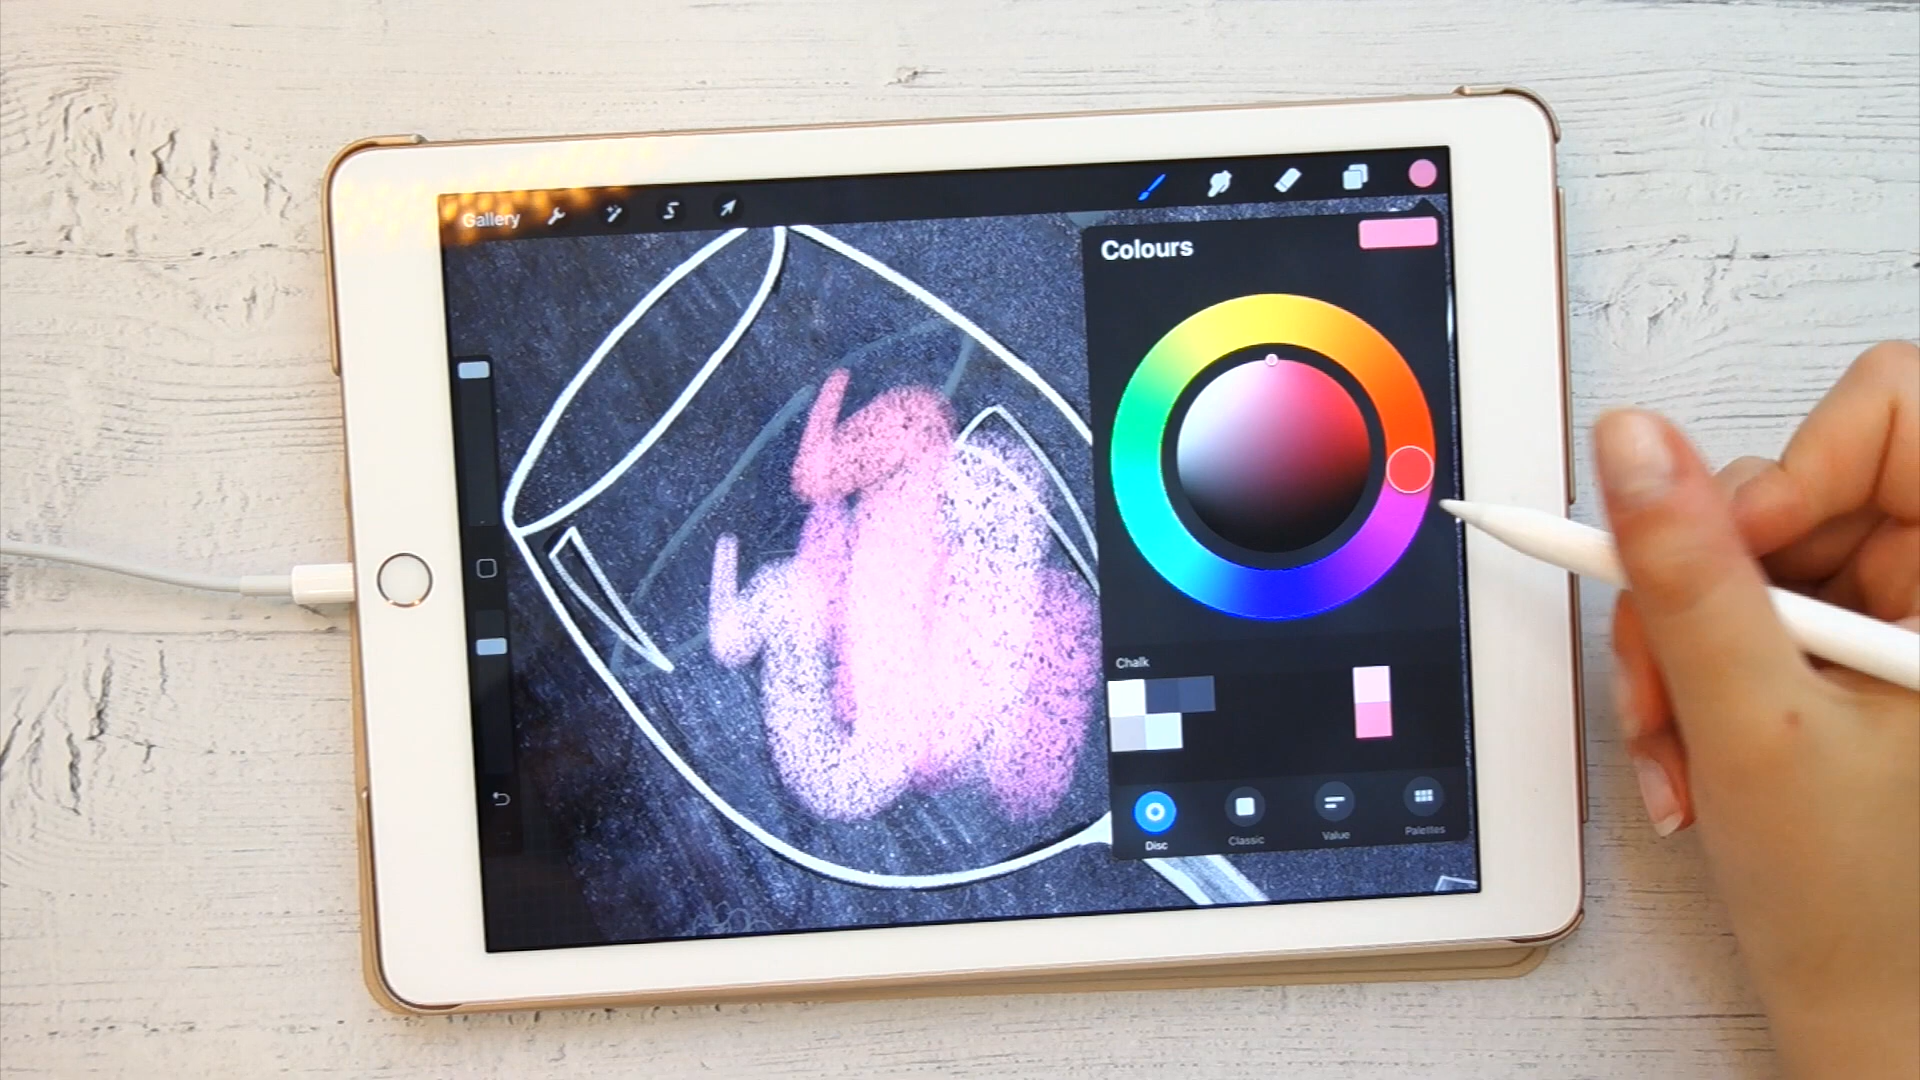 Gallery
Colours
Chalk
Disc
Classic
Value
Palettes